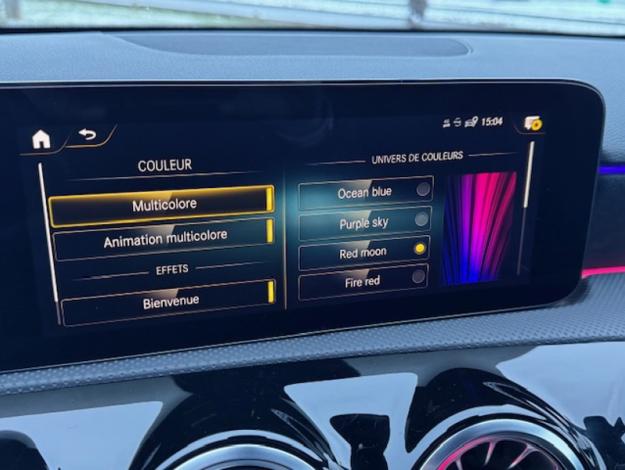 15:04
COULEUR
Multicolore
Animation multicolore
EFFETS
Bienvenue
UNIVERS DE COULEURS
Ocean blue
Purple sky
Red moon
Fire red